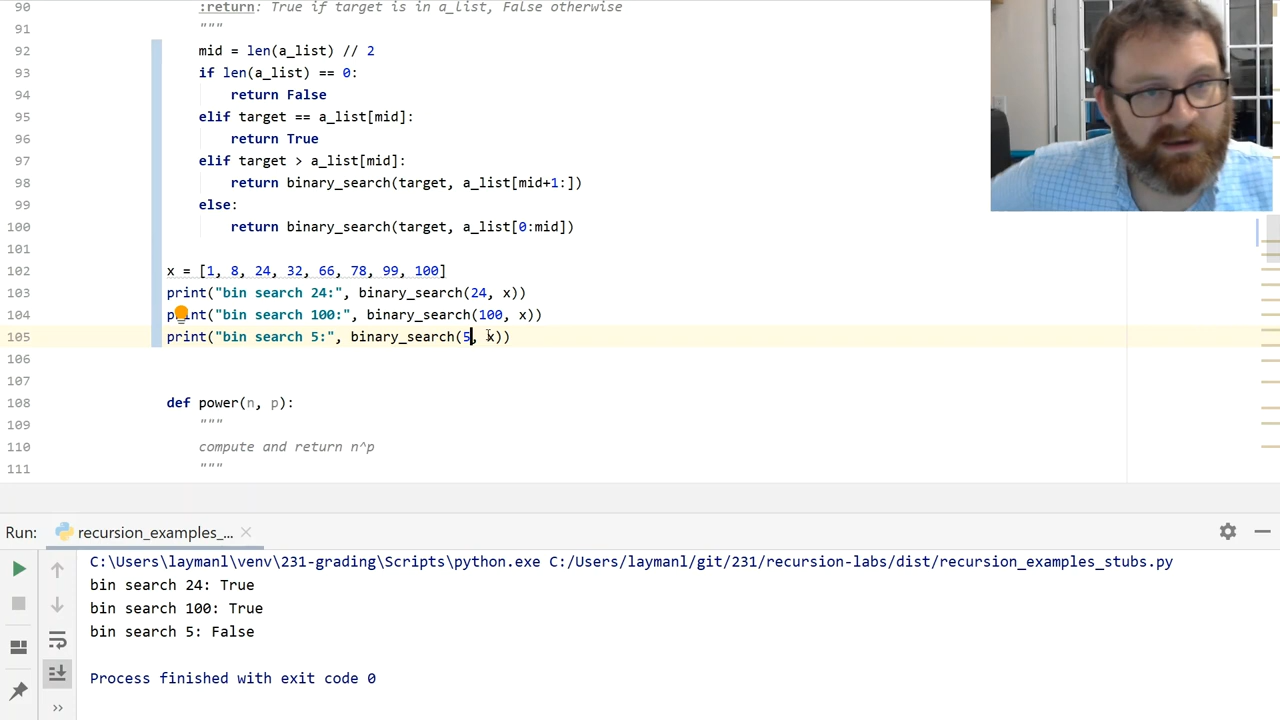 90 :return: True if target is in a_list, False otherwise
91 """
92 mid = len(a_list) // 2
93 if len(a_list) == 0:
94 return False
95 elif target == a_list[mid]:
96 return True
97 elif target > a_list[mid]:
98 return binary_search(target, a_list[mid+1:])
99 else:
100 return binary_search(target, a_list[0:mid])
101
102 x = [1, 8, 24, 32, 66, 78, 99, 100]
103 print("bin search 24:", binary_search(24, x))
104 print("bin search 100:", binary_search(100, x))
105 print("bin search 5:", binary_search(5, x))
106
107
108 def power(n, p):
109 """
110 compute and return n^p
111 """
Run: recursion_examples_...
C:\Users\laymanl\venv\231-grading\Scripts\python.exe C:/Users/laymanl/git/231/recursion-labs/dist/recursion_examples_stubs.py
bin search 24: True
bin search 100: True
bin search 5: False
Process finished with exit code 0